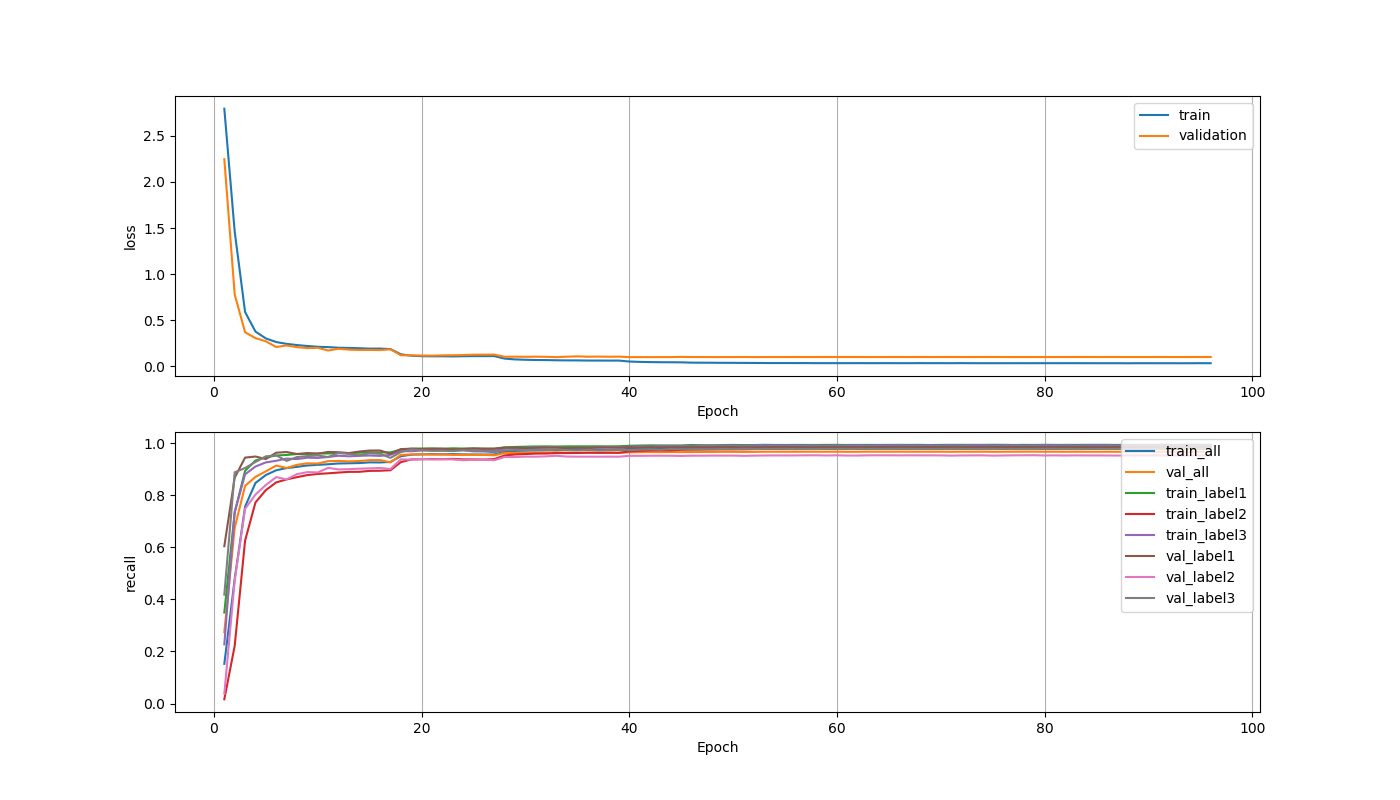 train
validation
2.5
2.0
1.5
1.0
0.5
0.0
loss
0 20 40 60 80 100
Epoch
1.0
0.8
0.6
0.4
0.2
0.0
recall
train_all
val_all
train_label1
train_label2
train_label3
val_label1
val_label2
val_label3
0 20 40 60 80 100
Epoch